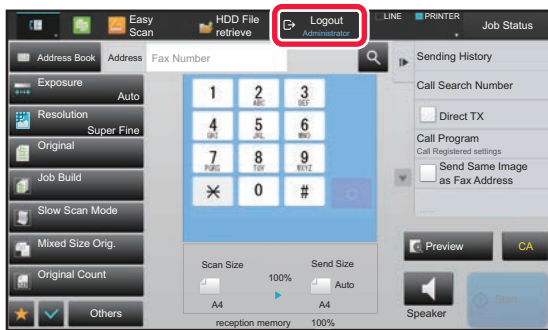 Easy
Scan
HDD File
retrieve
Logout
Administrator
LINE
PRINTER
Job Status
Address Book
Address
Fax Number
Exposure
Auto
Resolution
Super Fine
Original
Job Build
Slow Scan Mode
Mixed Size Orig.
Original Count
Others
1
2
ABC
3
DEF
4
GHI
5
JKL
6
MNO
7
PQRS
8
TUV
9
WXYZ
0
#
C
Scan Size
100%
Send Size
Auto
A4
A4
reception memory 100%
Sending History
Call Search Number
Direct TX
Call Program
Call Registered settings
Send Same Image
as Fax Address
Preview
CA
Speaker
Start